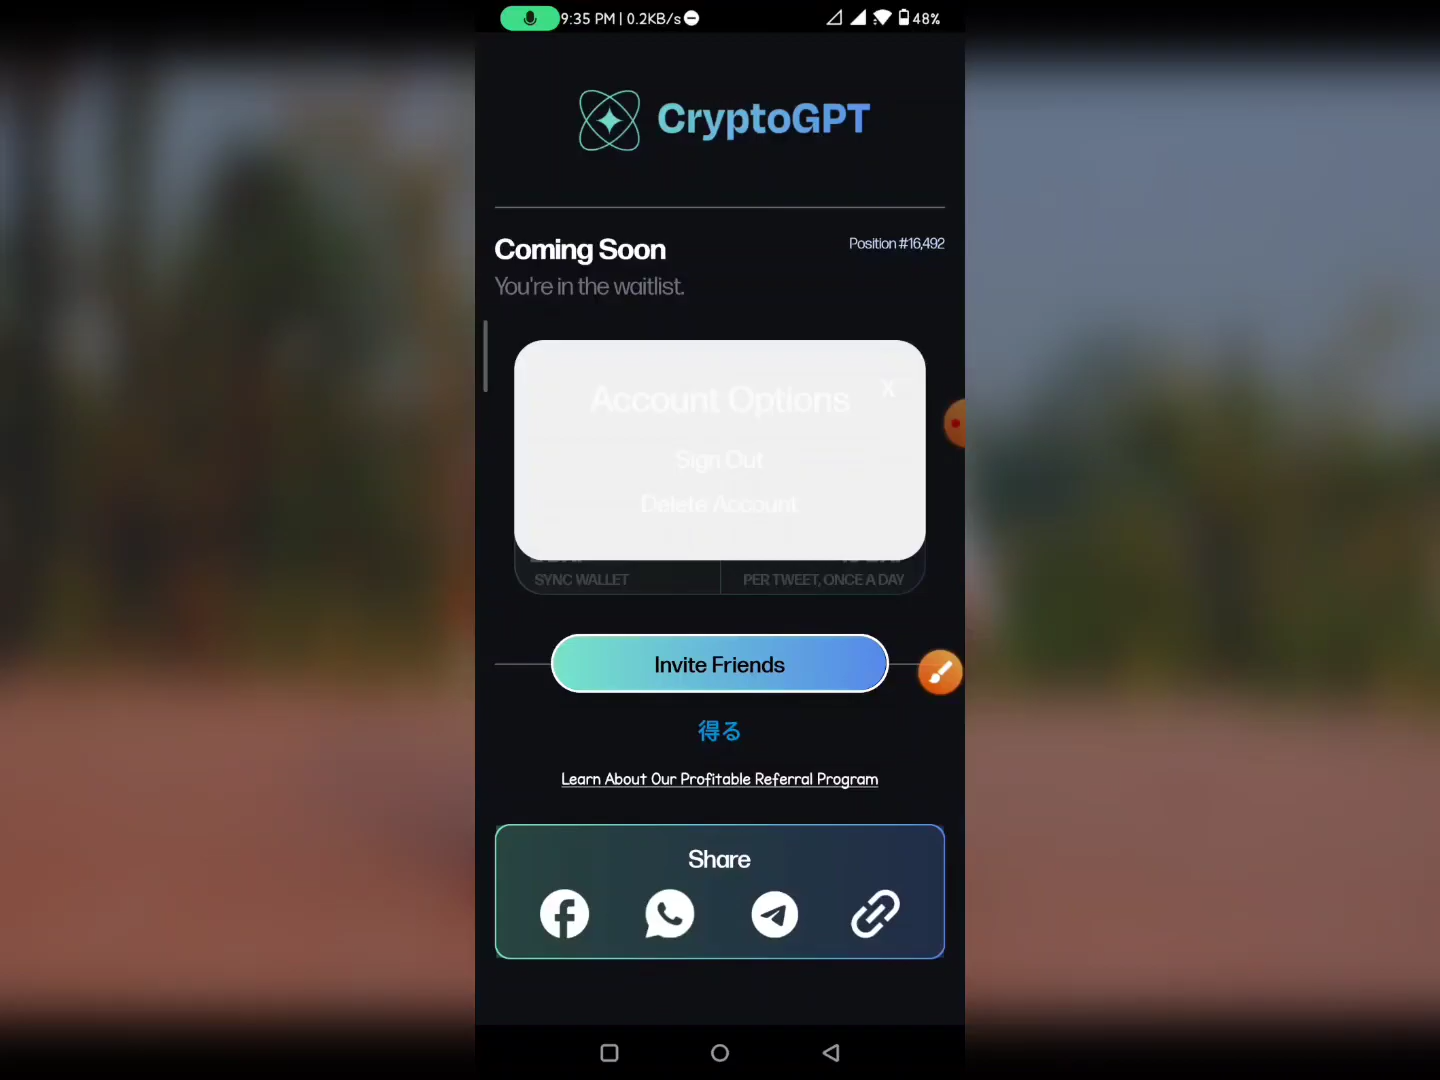 9:35 PM | 0.2KB/s
48%
CryptoGPT
Coming Soon
Position #16,492
You're in the waitlist.
Account Options
X
Sign Out
Delete Account
SYNC WALLET
PER TWEET, ONCE A DAY
Invite Friends
得る
Learn About Our Profitable Referral Program
Share